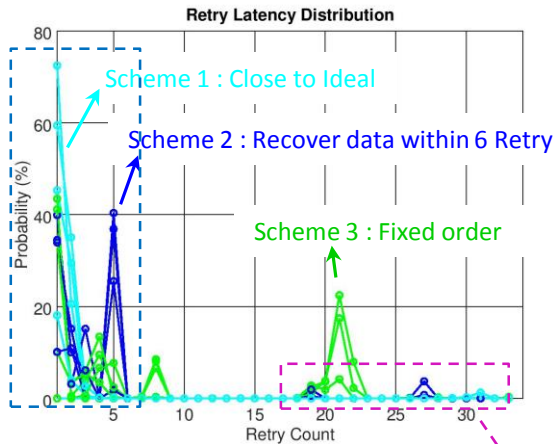 Retry Latency Distribution
80
60
40
20
0
Probability (%)
Scheme 1 : Close to Ideal
Scheme 2 : Recover data within 6 Retry
Scheme 3 : Fixed order
5
10
15
20
25
30
Retry Count